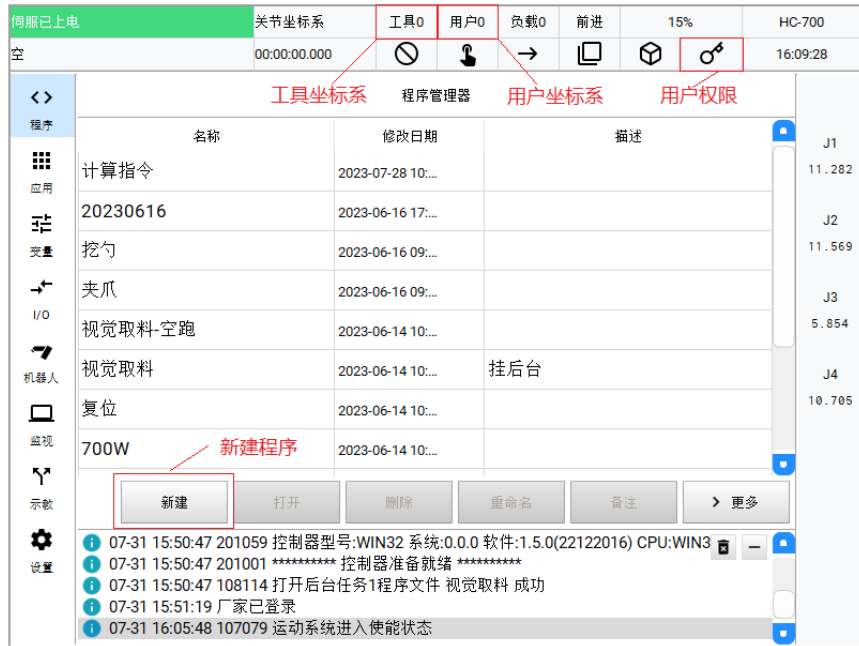 伺服已上电 关节坐标系 工具0 用户0 负载0 前进 15% HC-700
空 00:00:00.000 16:09:28
工具坐标系 程序管理器 用户坐标系 用户权限
程序
名称 修改日期 描述
计算指令 2023-07-28 10:...
应用
20230616 2023-06-16 17:...
变量
挖勺 2023-06-16 09:...
夹爪 2023-06-16 09:...
I/O
视觉取料-空跑 2023-06-14 10:...
视觉取料 2023-06-14 10:... 挂后台
机器人
复位 2023-06-14 10:...
监视
700W 2023-06-14 10:...
新建程序
示教
新建 打开 删除 重命名 备注 更多
设置
07-31 15:50:47 201059 控制器型号:WIN32 系统:0.0.0 软件:1.5.0(22122016) CPU:WIN3
07-31 15:50:47 201001 ********** 控制器准备就绪 **********
07-31 15:50:47 108114 打开后台任务1程序文件 视觉取料 成功
07-31 15:51:19 厂家已登录
07-31 16:05:48 107079 运动系统进入使能状态
J1
11.282
J2
11.569
J3
5.854
J4
10.705